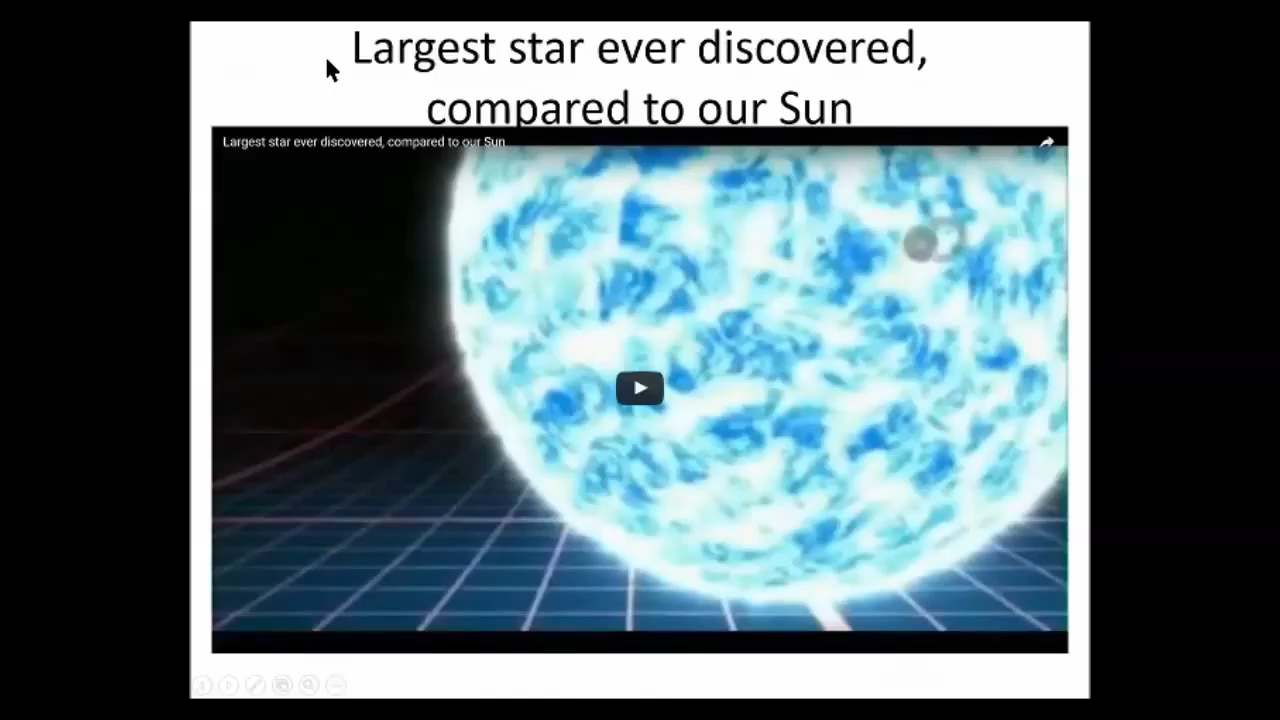 Largest star ever discovered,
compared to our Sun
Largest star ever discovered, compared to our Sun